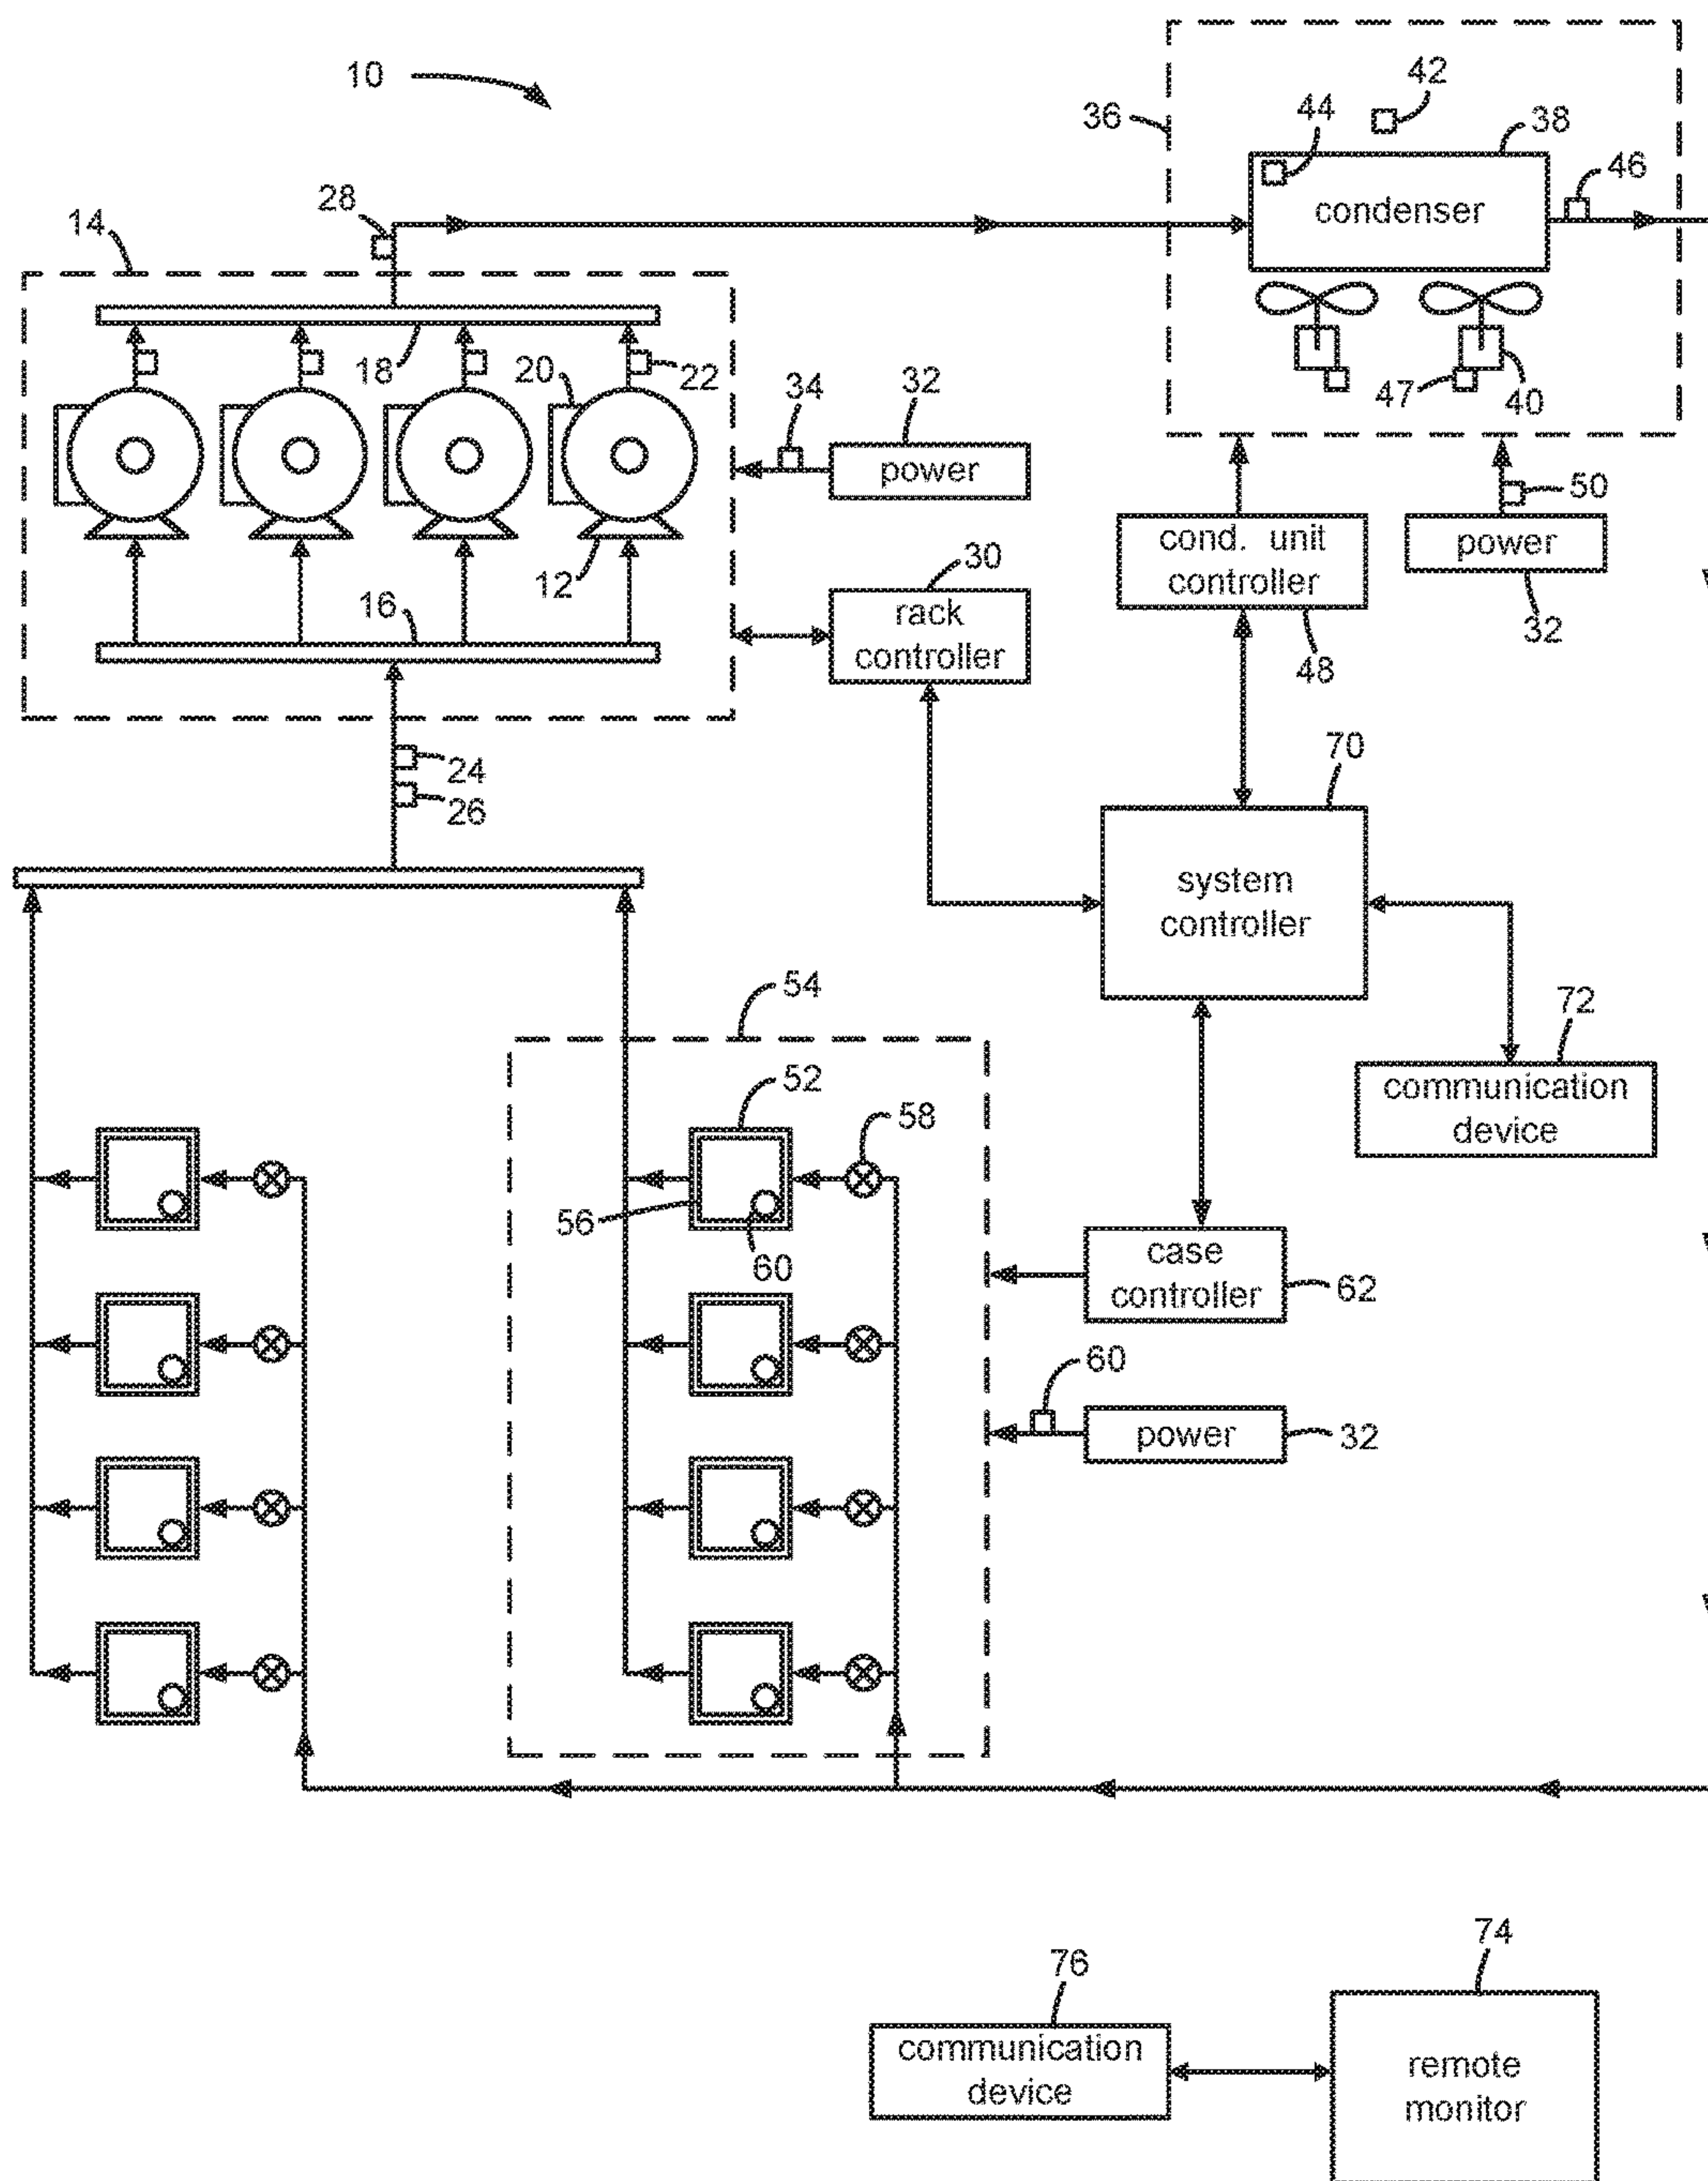 10
42
36
44
38
46
condenser
28
14
18
20
22
34
32
power
47
40
50
cond. unit
controller
power
12
30
rack
controller
16
48
32
24
26
70
system
controller
54
72
communication
device
52
58
56
60
case
controller
62
60
power
32
76
communication
device
74
remote
monitor